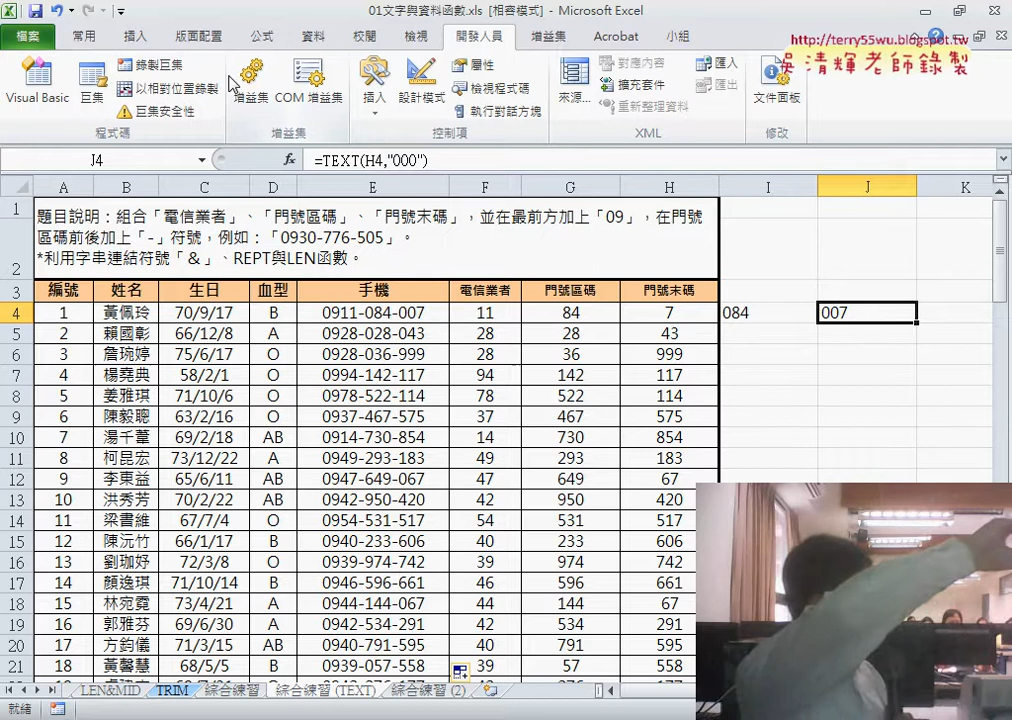 01文字與資料函數.xls [相容模式] - Microsoft Excel
檔案 常用 插入 版面配置 公式 資料 校閱 檢視 開發人員 增益集 Acrobat 小組
http://terry55wu.blogspot.tw
吳清輝老師錄製
Visual Basic 巨集 錄製巨集 以相對位置錄製 巨集安全性 增益集 COM 增益集 插入 設計模式 屬性 檢視程式碼 執行對話方塊 來源... 對應內容 擴充套件 重新整理資料 匯入 匯出 文件面板
程式碼 增益集 控制項 XML 修改
J4 fx =TEXT(H4,"000")
A B C D E F G H I J K
1 題目說明：組合「電信業者」、「門號區碼」、「門號末碼」，並在最前方加上「09」，在門號
區碼前後加上「-」符號，例如：「0930-776-505」。
2 *利用字串連結符號「&」、REPT與LEN函數。
3 編號 姓名 生日 血型 手機 電信業者 門號區碼 門號末碼
4 1 黃佩玲 70/9/17 B 0911-084-007 11 84 7 084 007
5 2 賴國彰 66/12/8 A 0928-028-043 28 28 43
6 3 詹琬婷 75/6/17 O 0928-036-999 28 36 999
7 4 楊堯典 58/2/1 O 0994-142-117 94 142 117
8 5 姜雅琪 71/10/6 O 0978-522-114 78 522 114
9 6 陳毅聰 63/2/16 O 0937-467-575 37 467 575
10 7 湯千葦 69/2/18 AB 0914-730-854 14 730 854
11 8 柯昆宏 73/12/22 A 0949-293-183 49 293 183
12 9 李東益 65/6/11 AB 0947-649-067 47 649 67
13 10 洪秀芳 70/2/22 AB 0942-950-420 42 950 420
14 11 梁書維 67/7/4 O 0954-531-517 54 531 517
15 12 陳沅竹 66/1/17 B 0940-233-606 40 233 606
16 13 劉珈妤 72/3/8 O 0939-974-742 39 974 742
17 14 顏逸琪 71/10/14 B 0946-596-661 46 596 661
18 15 林宛霓 73/4/21 A 0944-144-067 44 144 67
19 16 郭雅芬 69/6/30 A 0942-534-291 42 534 291
20 17 方鈞儀 71/3/15 AB 0940-791-595 40 791 595
21 18 黃馨慧 68/5/5 B 0939-057-558 39 57 558
LEN&MID TRIM 綜合練習 綜合練習 (TEXT) 綜合練習 (2)
就緒